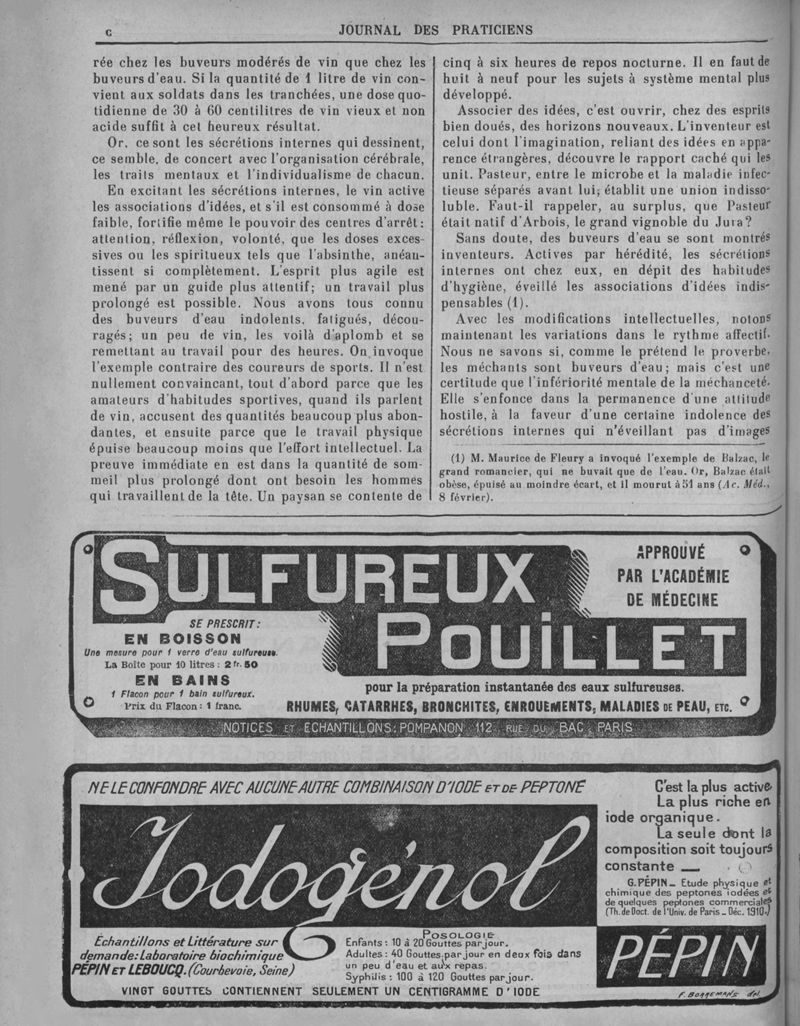 C
JOURNAL DES PRATICIENS
rée chez les buveurs modérés de vin que chez les
buveurs d'eau. Si la quantité de 1 litre de vin con-
vient aux soldats dans les tranchées, une dose quo-
tidienne de 30 à 60 centilitres de vin vieux et non
acide suffit à cet heureux résultat.
Or, ce sont les sécrétions internes qui dessinent,
ce semble, de concert avec l'organisation cérébrale,
les traits mentaux et l'individualisme de chacun.
En excitant les sécrétions internes, le vin active
les associations d'idées, et s'il est consommé à dose
faible, fortifie même le pouvoir des centres d'arrêt:
attention, réflexion, volonté, que les doses exces-
sives ou les spiritueux tels que l'absinthe, anéan-
tissent si complètement. L'esprit plus agile est
mené par un guide plus attentif; un travail plus
prolongé est possible. Nous avons tous connu
des buveurs d'eau indolents, fatigués, décou-
ragés; un peu de vin, les voilà d'aplomb et se
remettant au travail pour des heures. On invoque
l'exemple contraire des coureurs de sports. Il n'est
nullement convaincant, tout d'abord parce que les
amateurs d'habitudes sportives, quand ils parlent
de vin, accusent des quantités beaucoup plus abon-
dantes, et ensuite parce que le travail physique
épuise beaucoup moins que l'effort intellectuel. La
preuve immédiate en est dans la quantité de som-
meil plus prolongé dont ont besoin les hommes
qui travaillent de la tête. Un paysan se contente de
cinq à six heures de repos nocturne. Il en faut de
huit à neuf pour les sujets à système mental plus
développé.
Associer des idées, c'est ouvrir, chez des esprits
bien doués, des horizons nouveaux. L'inventeur est
celui dont l'imagination, reliant des idées en appa-
rence étrangères, découvre le rapport caché qui les
unit. Pasteur, entre le microbe et la maladie infec-
tieuse séparés avant lui, établit une union indisso-
luble. Faut-il rappeler, au surplus, que Pasteur
était natif d'Arbois, le grand vignoble du Jura?
Sans doute, des buveurs d'eau se sont montrés
inventeurs. Actives par hérédité, les sécrétions
internes ont chez eux, en dépit des habitudes
d'hygiène, éveillé les associations d'idées indis-
pensables (1).
Avec les modifications intellectuelles, notons
maintenant les variations dans le rythme affectif.
Nous ne savons si, comme le prétend le proverbe,
les méchants sont buveurs d'eau; mais c'est une
certitude que l'infériorité mentale de la méchanceté.
Elle s'enfonce dans la permanence d'une attitude
hostile, à la faveur d'une certaine indolence des
sécrétions internes qui n'éveillant pas d'images
(1) M. Maurice de Fleury a invoqué l'exemple de Balzac, le
grand romancier, qui ne buvait que de l'eau. Or, Balzac était
obèse, épuisé au moindre écart, et il mourut à 51 ans (Ac. Méd.,
8 février).
SULFUREUX
POUILLET
APPROUVÉ
PAR L'ACADÉMIE
DE MÉDECINE
SE PRESCRIT:
EN BOISSON
Une mesure pour 1 verre d'eau sulfureuse.
La Boîte pour 10 litres: 2 fr. 50
EN BAINS
1 Flacon pour 1 bain sulfureux.
Prix du Flacon: 1 franc.
pour la préparation instantanée des eaux sulfureuses.
RHUMES, CATARRHES, BRONCHITES, ENROUEMENTS, MALADIES DE PEAU, ETC.
NOTICES ET ECHANTILLONS: POMPANON 112, RUE DU BAC, PARIS
NE LE CONFONDRE AVEC AUCUNE AUTRE COMBINAISON D'IODE ET DE PEPTONE
Iodogénol
C'est la plus active
La plus riche en
iode organique.
La seule dont la
composition soit toujours
constante —
G. PÉPIN — Etude physique et
chimique des peptones iodées et
de quelques peptones commerciales
(Th. de Doct. de l'Univ. de Paris — Déc. 1910.)
PÉPIN
Échantillons et Littérature sur
demande: Laboratoire biochimique
PÉPIN ET LEBOUCQ. (Courbevoie, Seine)
POSOLOGIE
Enfants: 10 à 20 Gouttes par jour.
Adultes: 40 Gouttes par jour en deux fois dans
un peu d'eau et aux repas.
Syphilis: 100 à 120 Gouttes par jour.
VINGT GOUTTES CONTIENNENT SEULEMENT UN CENTIGRAMME D'IODE
F. BORREMANS del.